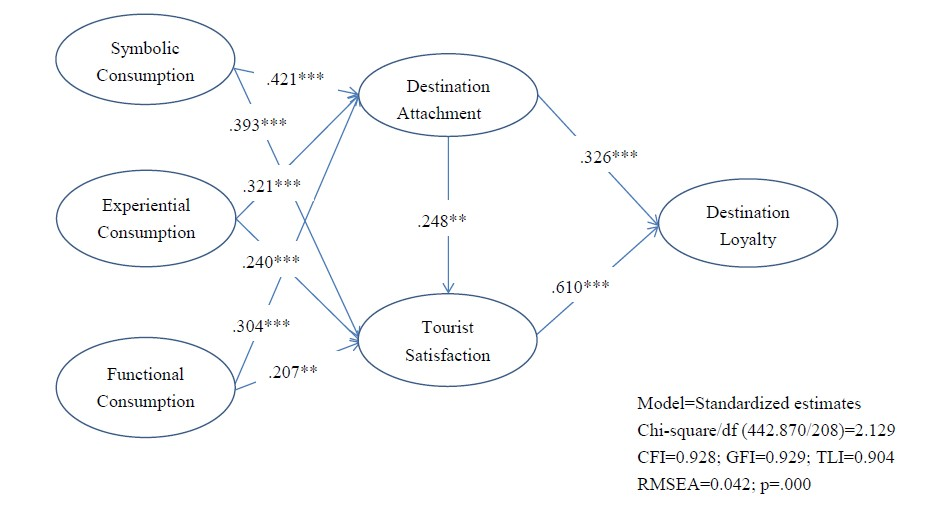 Symbolic
Consumption
.421***
Destination
Attachment
.393***
.326***
.321***
Experiential
Consumption
Destination
Loyalty
.248**
.240***
.610***
.304***
Tourist
Satisfaction
.207**
Functional
Consumption
Model=Standardized estimates
Chi-square/df (442.870/208)=2.129
CFI=0.928; GFI=0.929; TLI=0.904
RMSEA=0.042; p=.000